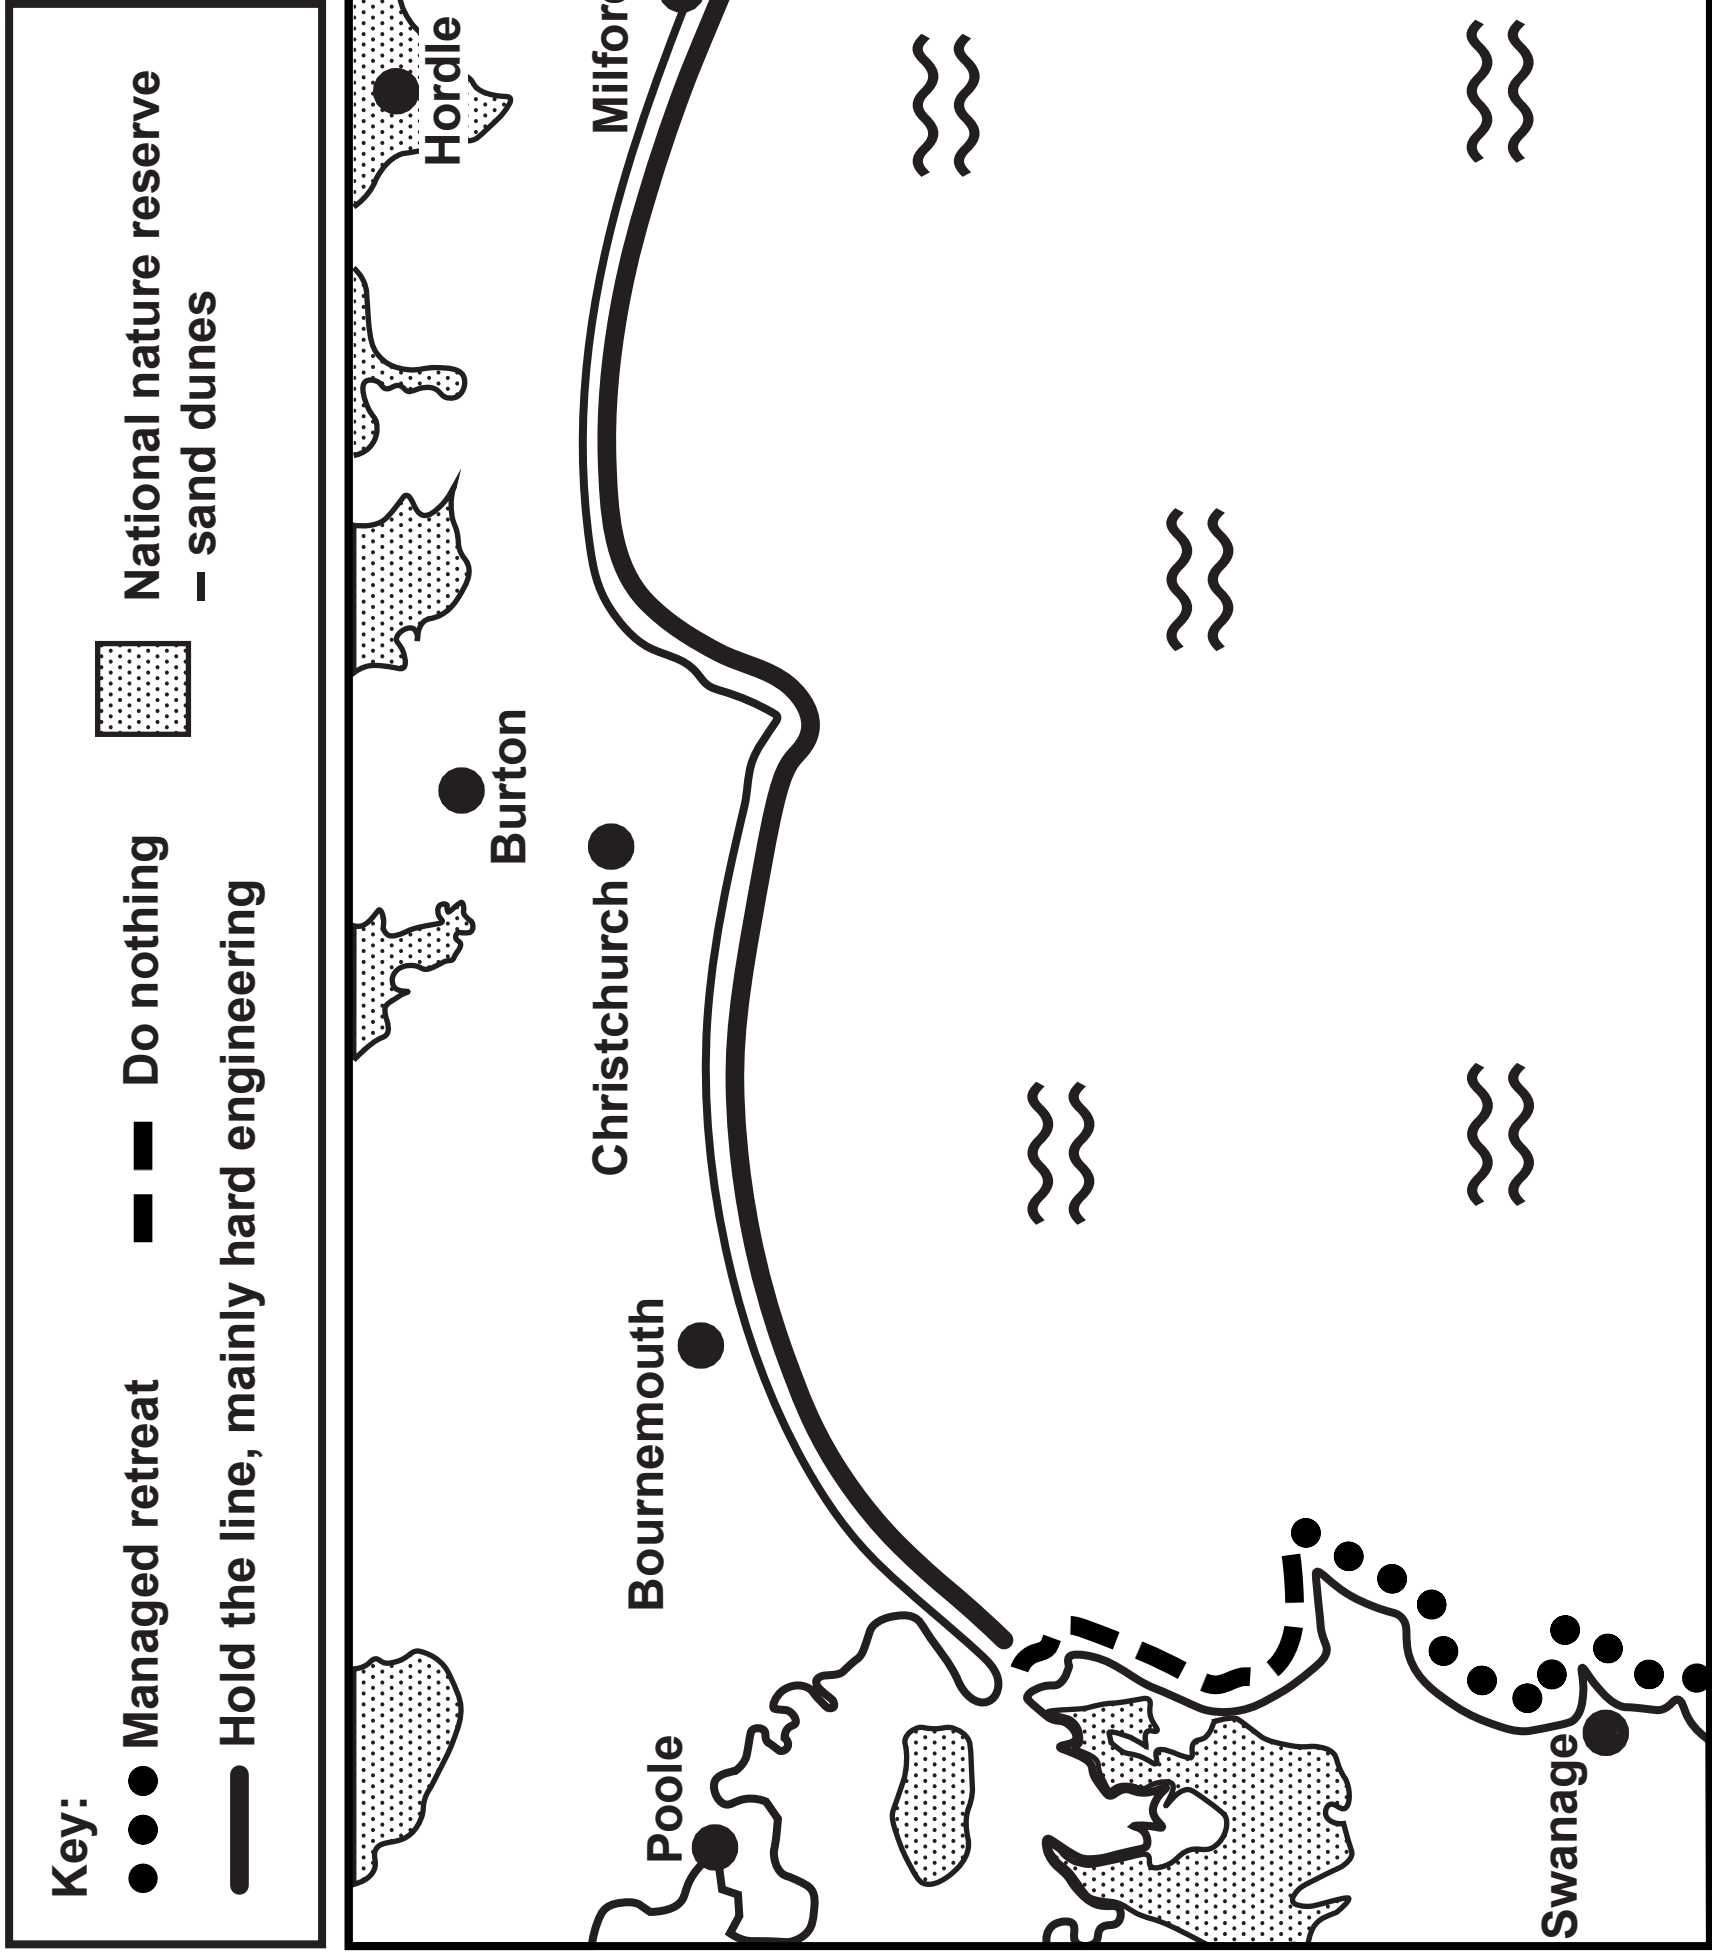 Key:
Managed retreat
Do nothing
National nature reserve
– sand dunes
Hold the line, mainly hard engineering
Hordle
Milford
Burton
Christchurch
Bournemouth
Poole
Swanage